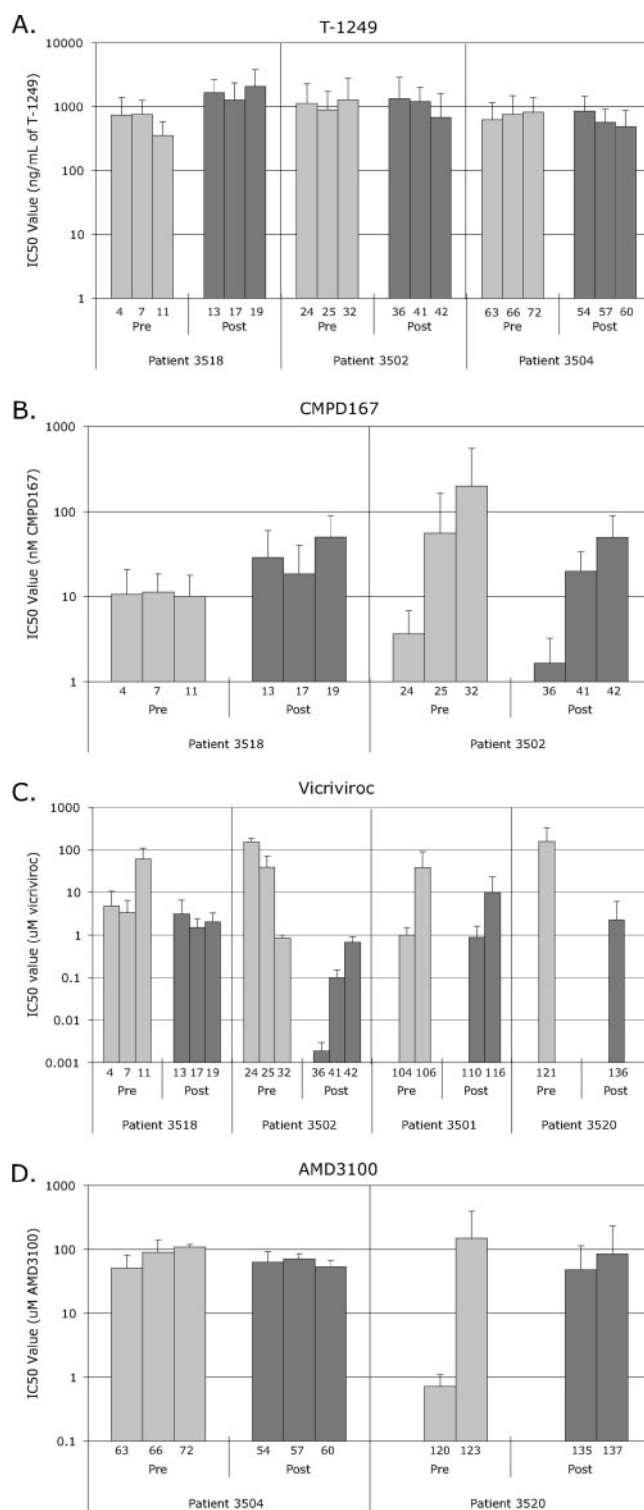 A.
T-1249
IC50 Value (ng/mL of T-1249)
10000
1000
100
10
1
4 7 11 13 17 19 24 25 32 36 41 42 63 66 72 54 57 60
Pre Post Pre Post Pre Post
Patient 3518 Patient 3502 Patient 3504
B.
CMPD167
IC50 Value (nM CMPD167)
1000
100
10
1
4 7 11 13 17 19 24 25 32 36 41 42
Pre Post Pre Post
Patient 3518 Patient 3502
C.
Vicriviroc
IC50 value (uM vicriviroc)
1000
100
10
1
0.1
0.01
0.001
4 7 11 13 17 19 24 25 32 36 41 42 104 106 110 116 121 136
Pre Post Pre Post Pre Post Pre Post
Patient 3518 Patient 3502 Patient 3501 Patient 3520
D.
AMD3100
IC50 Value (uM AMD3100)
1000
100
10
1
0.1
63 66 72 54 57 60 120 123 135 137
Pre Post Pre Post
Patient 3504 Patient 3520